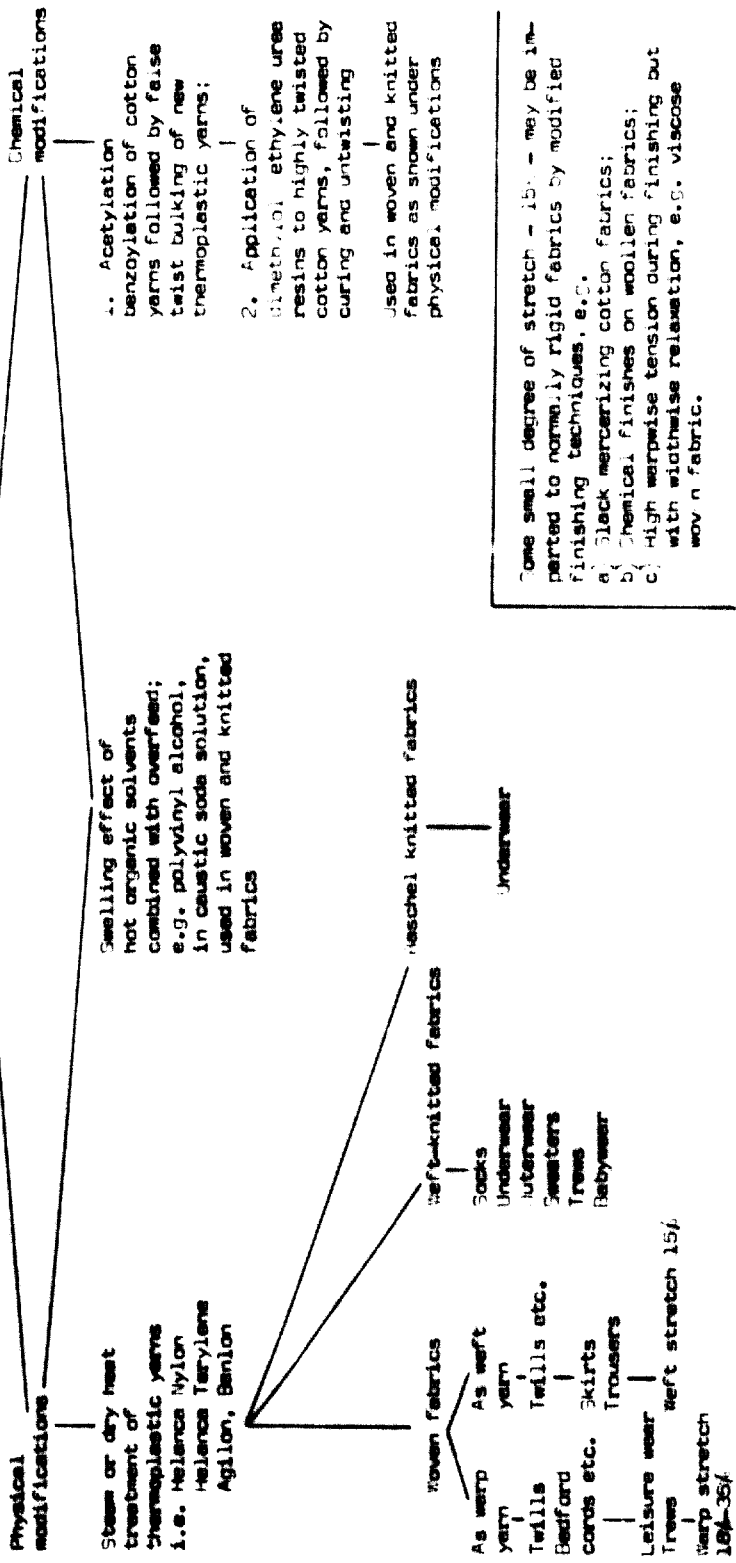 Physical
modifications
Steam or dry heat
treatment of
thermoplastic yarns
i.e. Helanca Nylon
Helanca Terylene
Agilon, Banlon
Woven fabrics
As warp
yarn
Twills
Bedford
cords etc.
Leisure wear
Trews
Warp stretch
18%-35%
As weft
yarn
Twills etc.
Skirts
Trousers
Weft stretch 15%
Weft-knitted fabrics
Socks
Underwear
Outerwear
Sweaters
Trews
Babywear
Raschel knitted fabrics
Underwear
Swelling effect of
hot organic solvents
combined with overfeed;
e.g. polyvinyl alcohol,
in caustic soda solution,
used in woven and knitted
fabrics
Chemical
modifications
1. Acetylation
benzoylation of cotton
yarns followed by false
twist bulking of new
thermoplastic yarns;
2. Application of
dimethylol ethylene urea
resins to highly twisted
cotton yarns, followed by
curing and untwisting
Used in woven and knitted
fabrics as shown under
physical modifications
Some small degree of stretch - 15% - may be im-
parted to normally rigid fabrics by modified
finishing techniques, e.g.
a) Slack mercerizing cotton fabrics;
b) Chemical finishes on woollen fabrics;
c) High warpwise tension during finishing but
with widthwise relaxation, e.g. viscose
woven fabric.